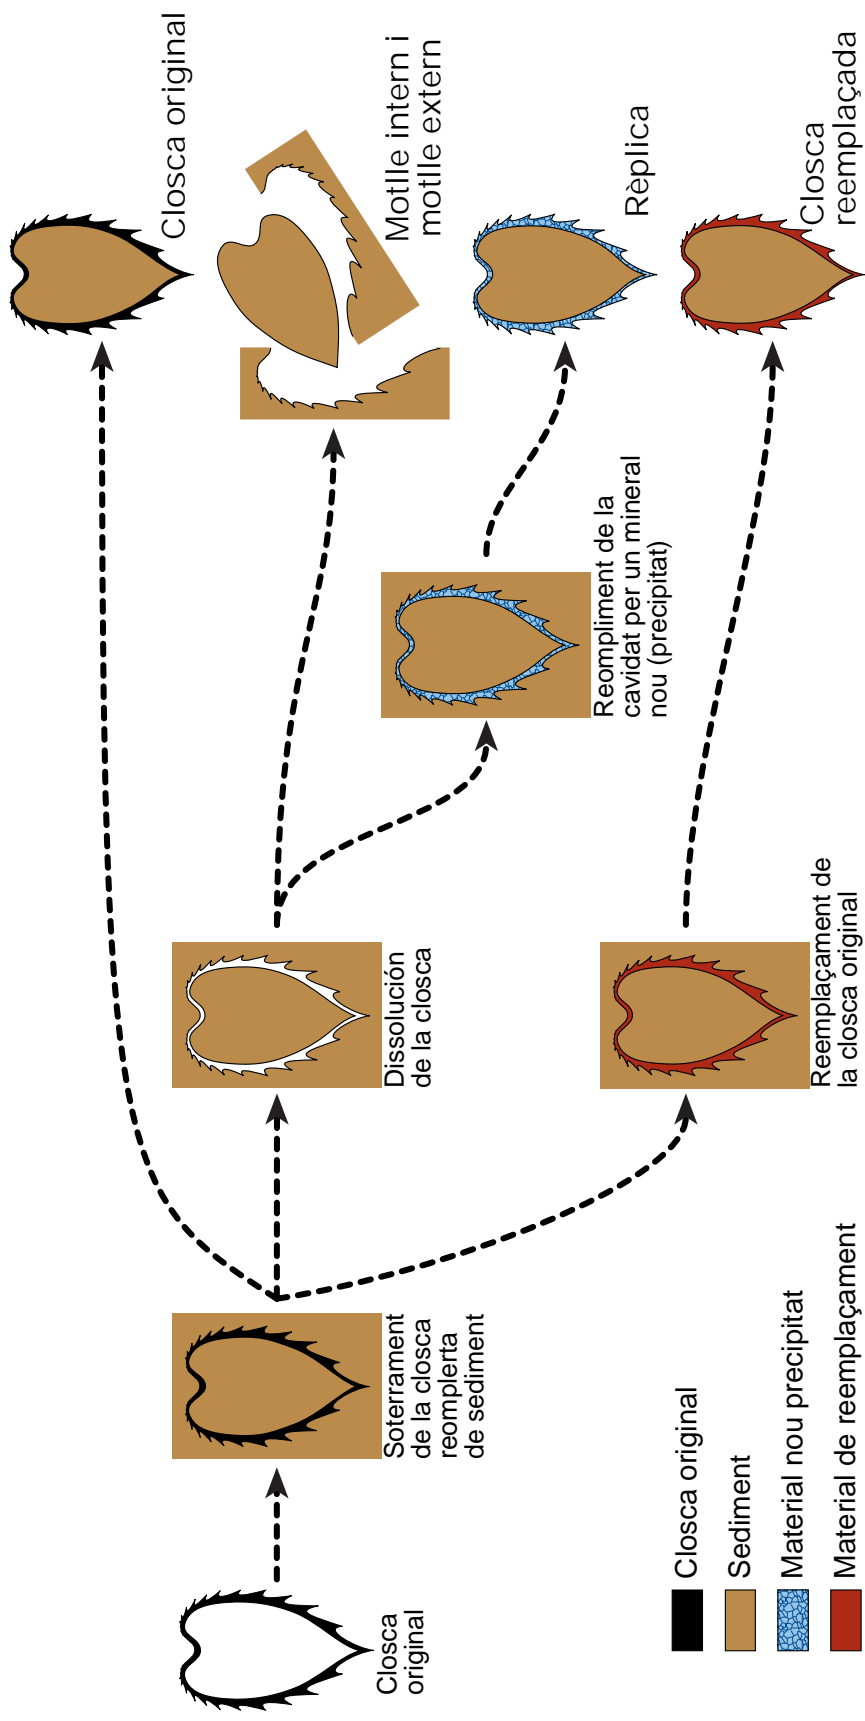 Closca
original
Soterrament
de la closca
reomplerta
de sediment
Dissolución
de la closca
Reemplaçament de
la closca original
Reompliment de la
cavidat per un mineral
nou (precipitat)
Closca original
Motlle intern i
motlle extern
Rèplica
Closca
reemplaçada
Closca original
Sediment
Material nou precipitat
Material de reemplaçament